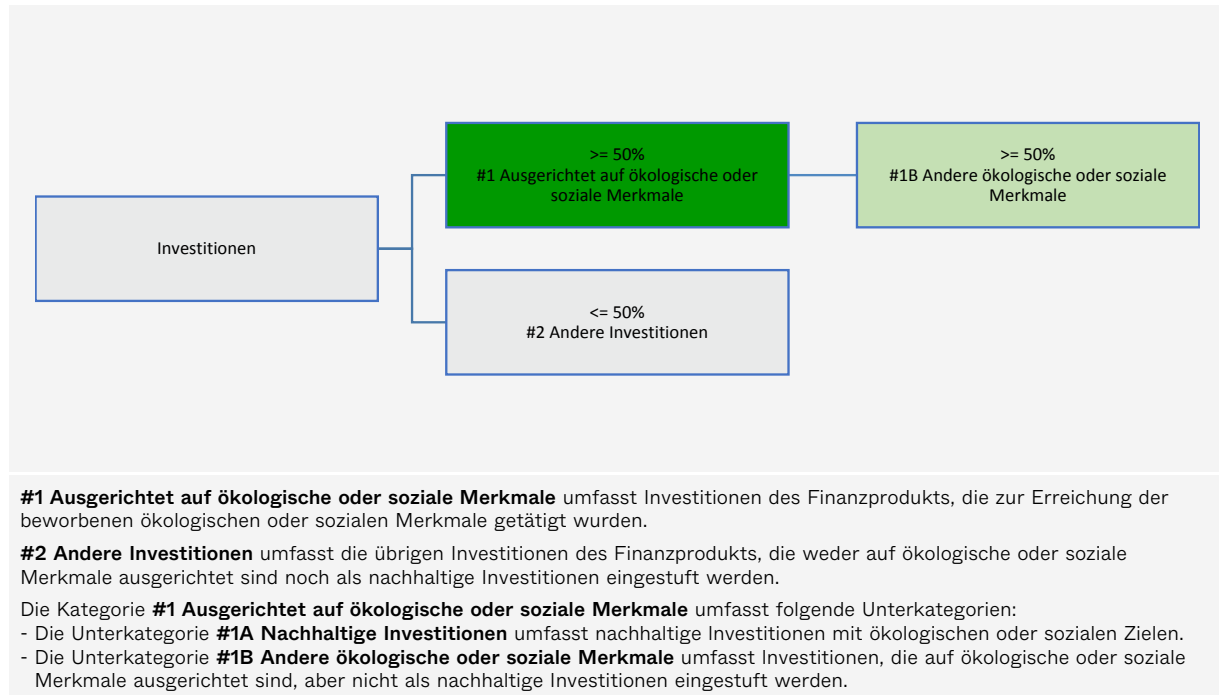 >= 50%
#1 Ausgerichtet auf ökologische oder
soziale Merkmale
>= 50%
#1B Andere ökologische oder soziale
Merkmale
Investitionen
<= 50%
#2 Andere Investitionen
#1 Ausgerichtet auf ökologische oder soziale Merkmale umfasst Investitionen des Finanzprodukts, die zur Erreichung der
beworbenen ökologischen oder sozialen Merkmale getätigt wurden.
#2 Andere Investitionen umfasst die übrigen Investitionen des Finanzprodukts, die weder auf ökologische oder soziale
Merkmale ausgerichtet sind noch als nachhaltige Investitionen eingestuft werden.
Die Kategorie #1 Ausgerichtet auf ökologische oder soziale Merkmale umfasst folgende Unterkategorien:
- Die Unterkategorie #1A Nachhaltige Investitionen umfasst nachhaltige Investitionen mit ökologischen oder sozialen Zielen.
- Die Unterkategorie #1B Andere ökologische oder soziale Merkmale umfasst Investitionen, die auf ökologische oder soziale
Merkmale ausgerichtet sind, aber nicht als nachhaltige Investitionen eingestuft werden.